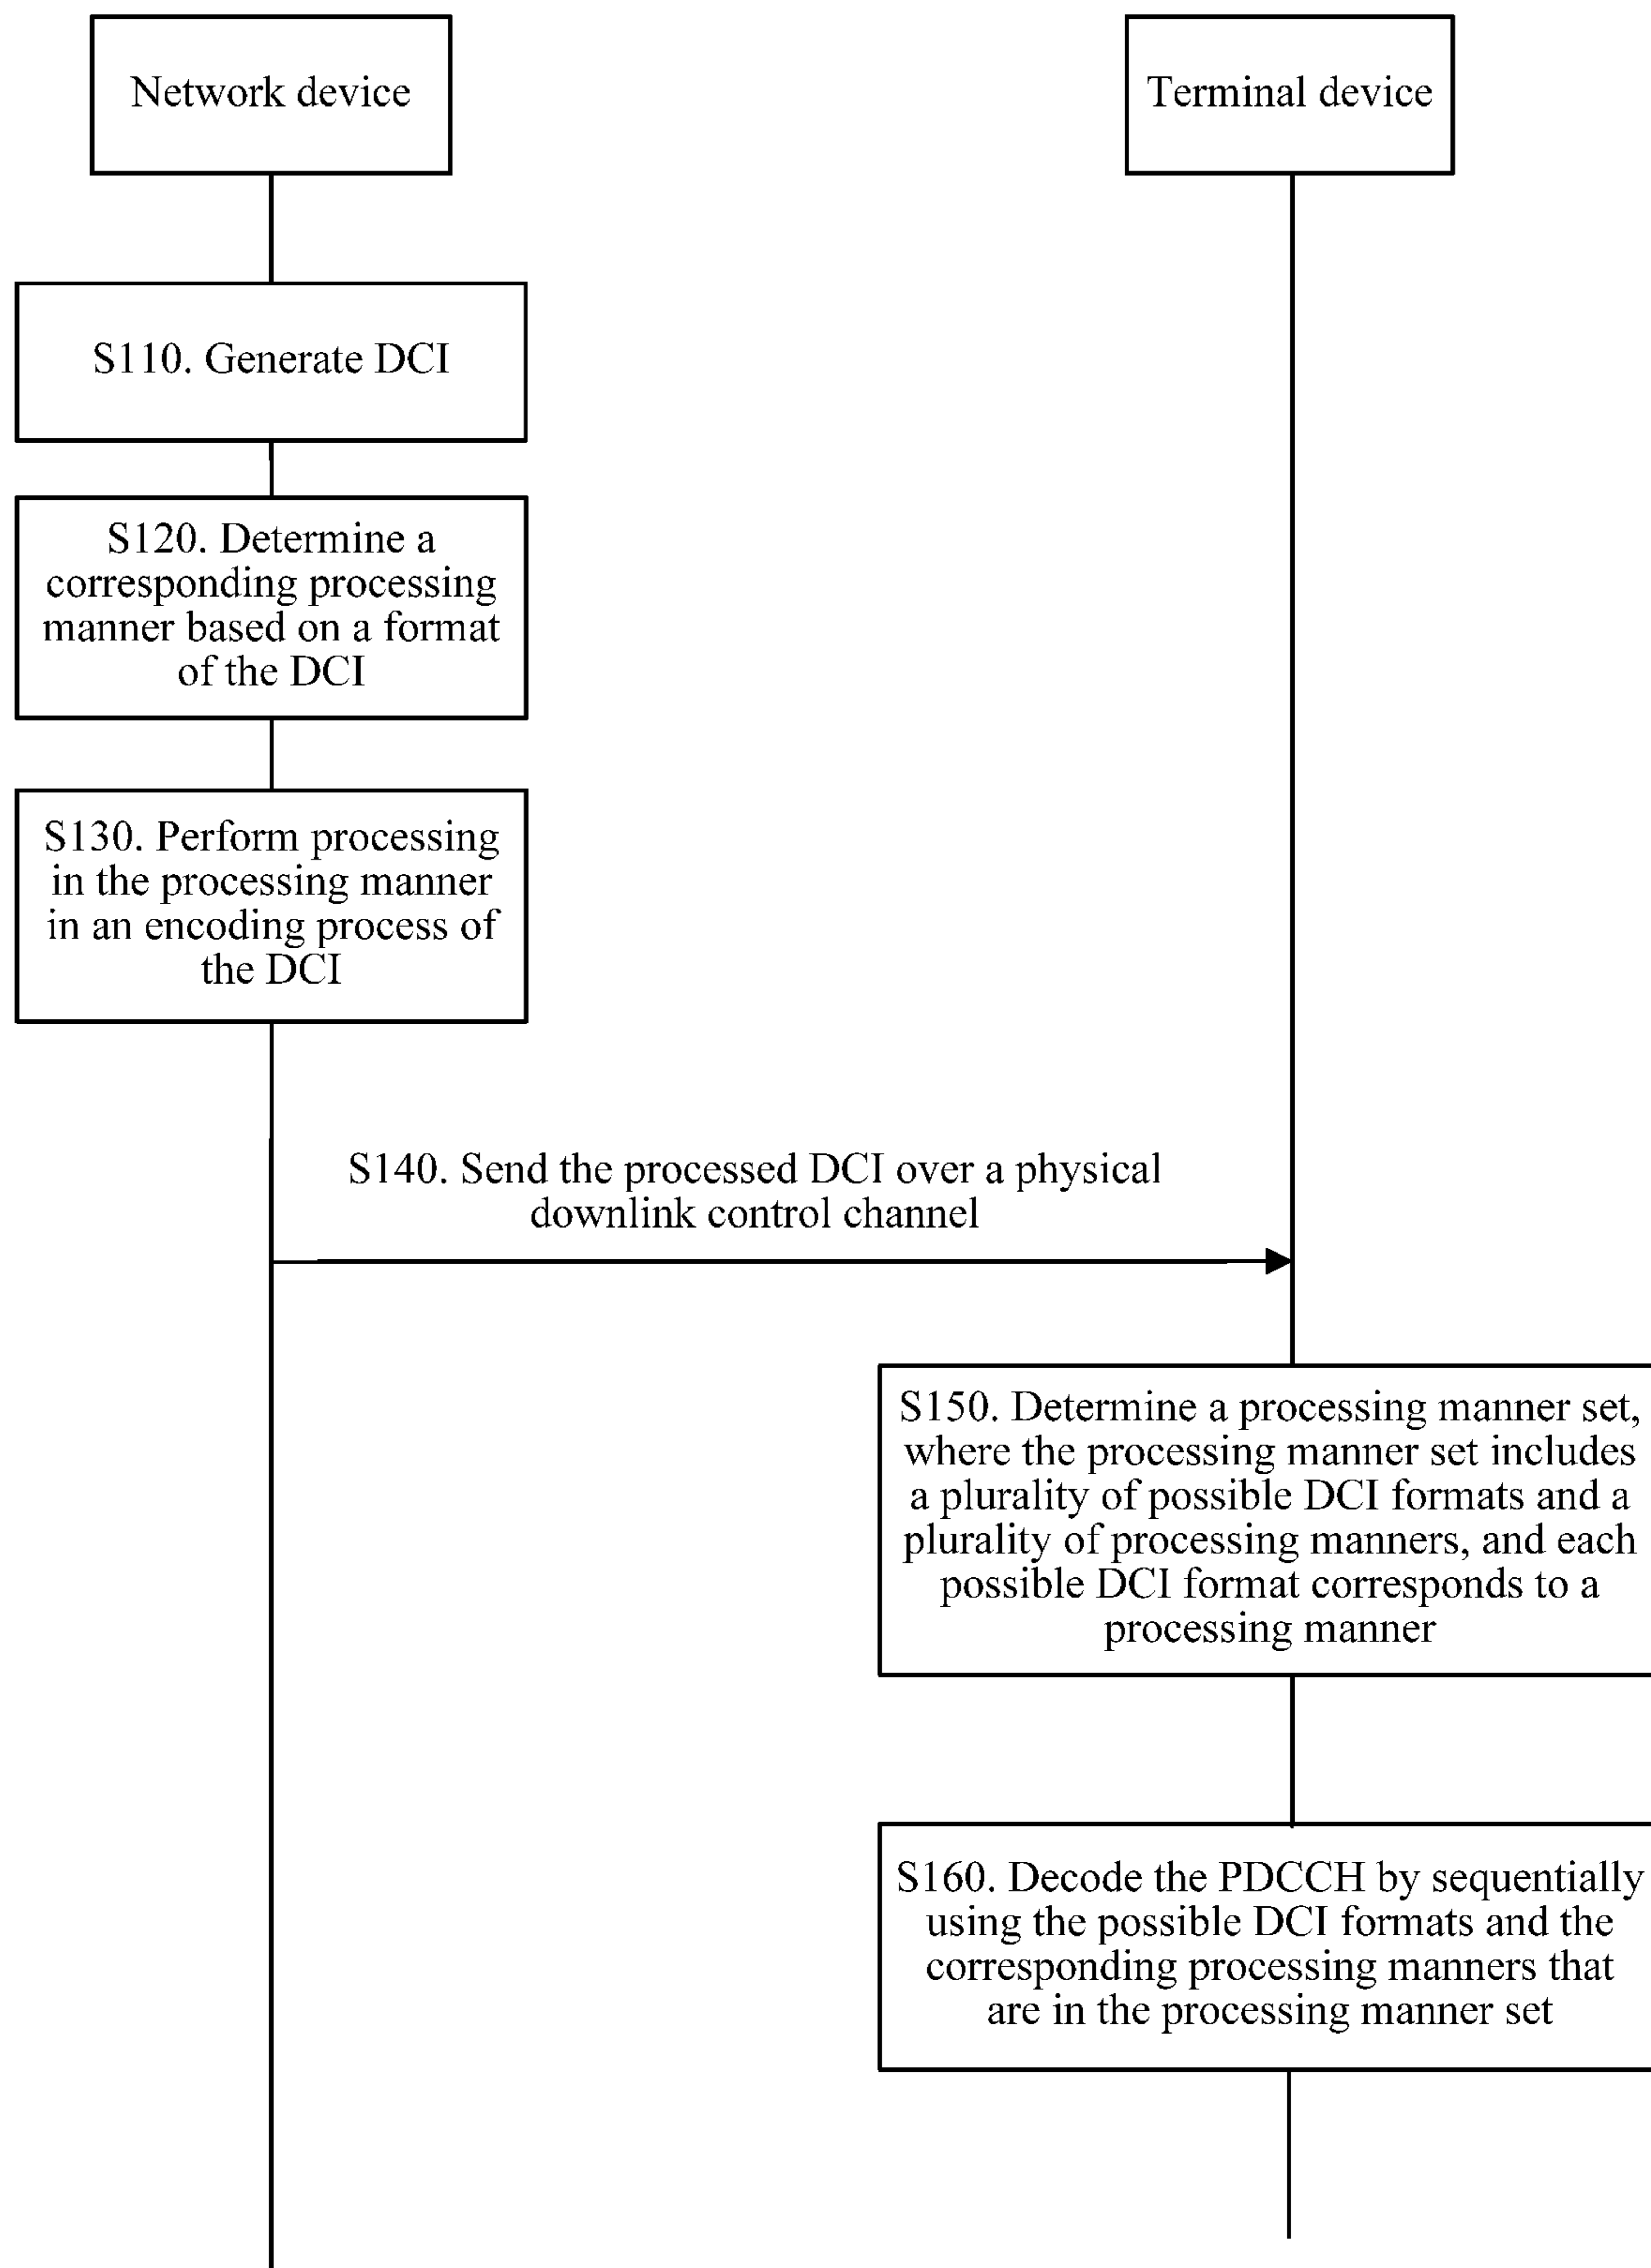 Network device
Terminal device
S110. Generate DCI
S120. Determine a
corresponding processing
manner based on a format
of the DCI
S130. Perform processing
in the processing manner
in an encoding process of
the DCI
S140. Send the processed DCI over a physical
downlink control channel
S150. Determine a processing manner set,
where the processing manner set includes
a plurality of possible DCI formats and a
plurality of processing manners, and each
possible DCI format corresponds to a
processing manner
S160. Decode the PDCCH by sequentially
using the possible DCI formats and the
corresponding processing manners that
are in the processing manner set